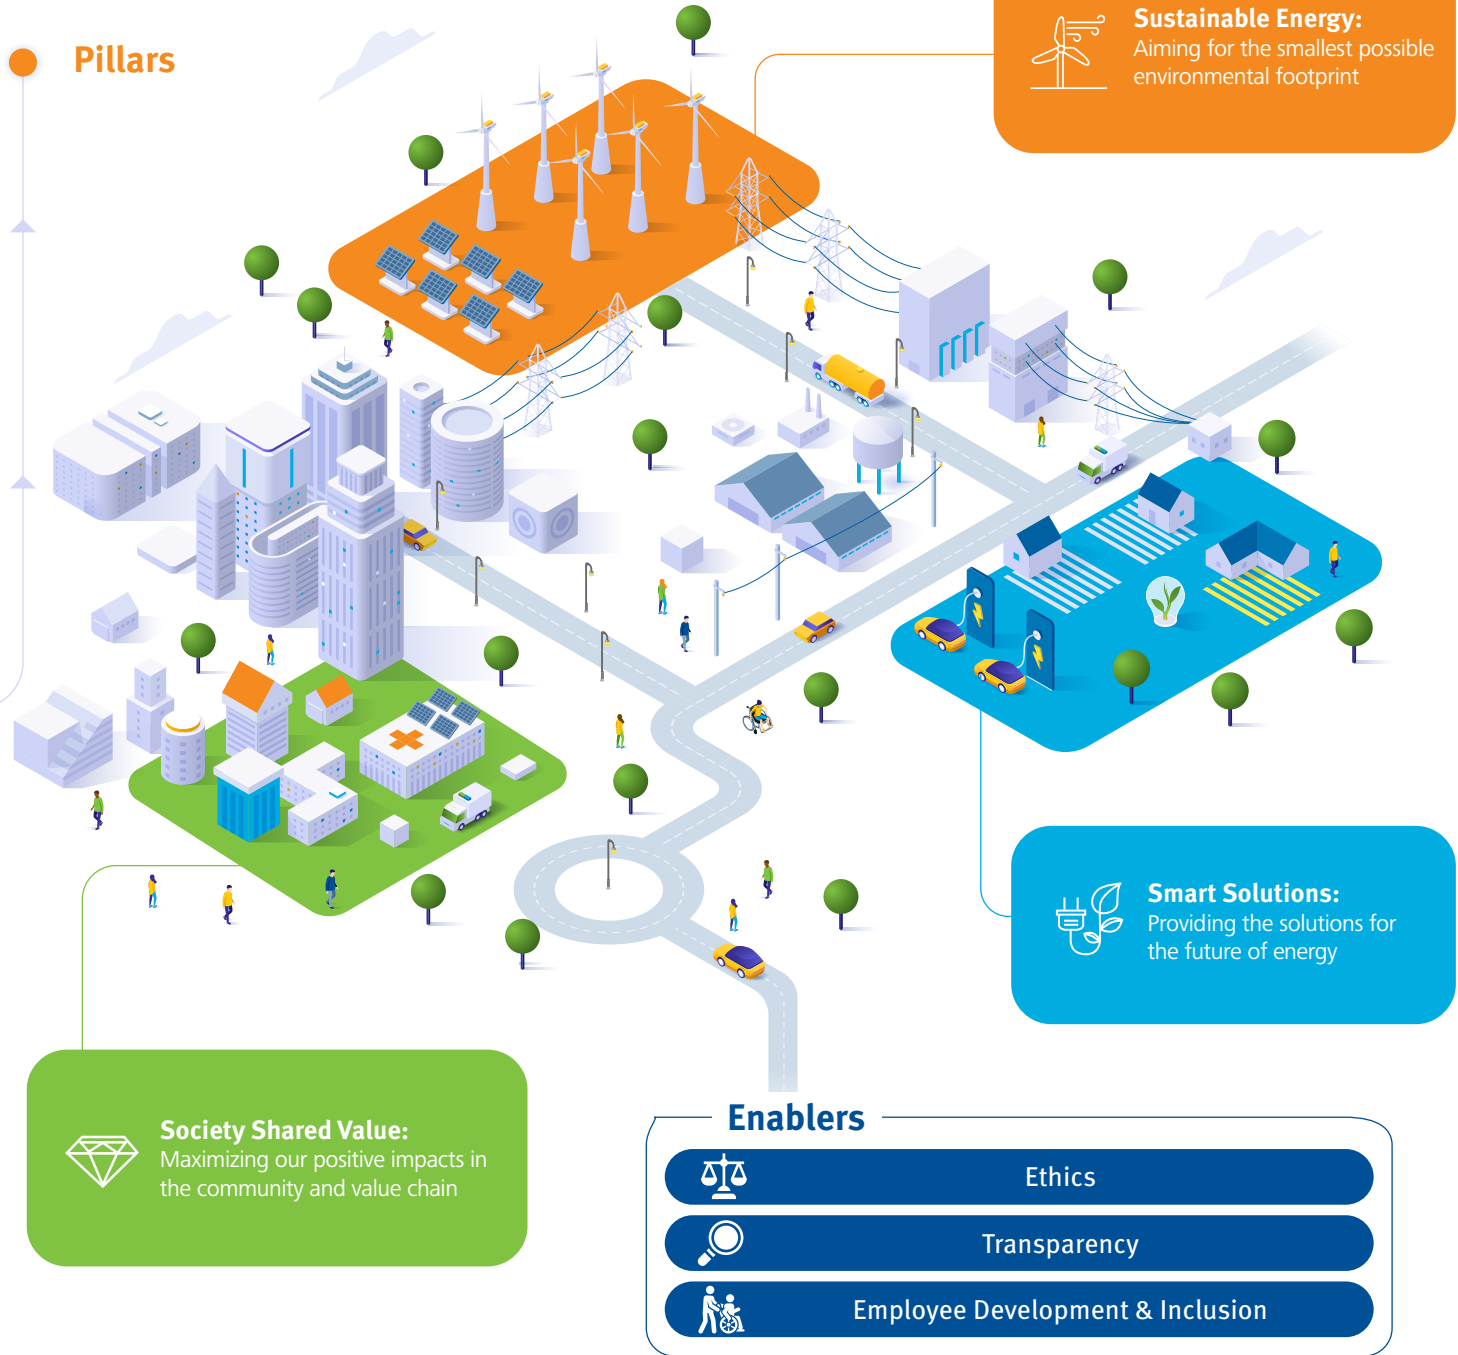 Pillars
Sustainable Energy:
Aiming for the smallest possible
environmental footprint
Smart Solutions:
Providing the solutions for
the future of energy
Society Shared Value:
Maximizing our positive impacts in
the community and value chain
Enablers
Ethics
Transparency
Employee Development & Inclusion